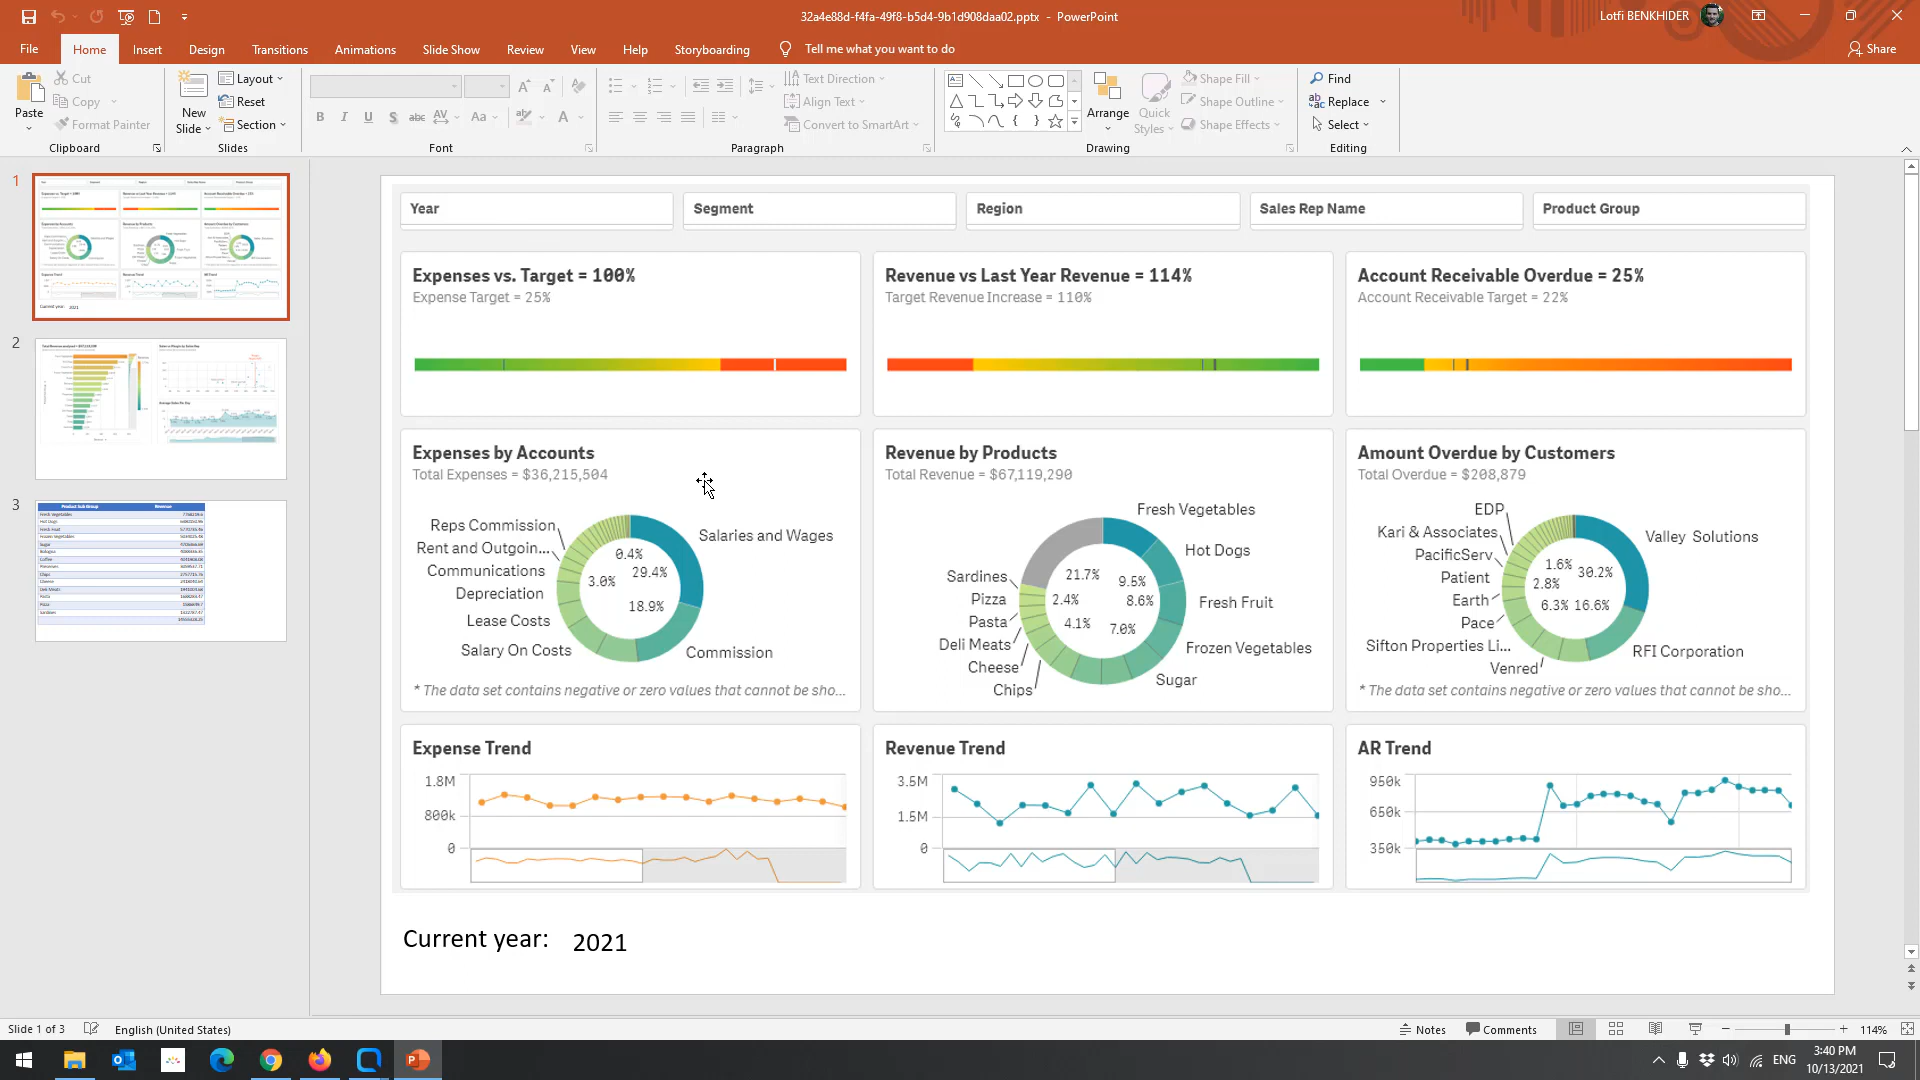 32a4e88d-f4fa-49f8-b5d4-9b1d908daa02.pptx - PowerPoint
Lotfi BENKHIDER
File Home Insert Design Transitions Animations Slide Show Review View Help Storyboarding Tell me what you want to do Share
Paste
Cut
Copy
Format Painter
Clipboard
New Slide
Layout
Reset
Section
Slides
B I U S abc AV Aa A
Font
Text Direction
Align Text
Convert to SmartArt
Paragraph
Arrange
Quick Styles
Shape Fill
Shape Outline
Shape Effects
Drawing
Find
Replace
Select
Editing
1
2
3
Year Segment Region Sales Rep Name Product Group
Expenses vs. Target = 100%
Expense Target = 25%
Revenue vs Last Year Revenue = 114%
Target Revenue Increase = 110%
Account Receivable Overdue = 25%
Account Receivable Target = 22%
Expenses by Accounts
Total Expenses = $36,215,504
Reps Commission
Rent and Outgoin...
Communications
Depreciation
Lease Costs
Salary On Costs
Salaries and Wages
Commission
0.4%
29.4%
3.0%
18.9%
* The data set contains negative or zero values that cannot be sho...
Revenue by Products
Total Revenue = $67,119,290
Fresh Vegetables
Hot Dogs
Fresh Fruit
Frozen Vegetables
Sugar
Sardines
Pizza
Pasta
Deli Meats
Cheese
Chips
21.7%
9.5%
2.4%
8.6%
4.1%
7.0%
Amount Overdue by Customers
Total Overdue = $208,879
EDP
Kari & Associates
PacificServ
Patient
Earth
Pace
Sifton Properties Li...
Venred
Valley Solutions
RFI Corporation
1.6%
30.2%
2.8%
6.3%
16.6%
* The data set contains negative or zero values that cannot be sho...
Expense Trend
1.8M
800k
0
Revenue Trend
3.5M
1.5M
0
AR Trend
950k
650k
350k
Current year: 2021
Slide 1 of 3 English (United States) Notes Comments 114%
ENG
3:40 PM
10/13/2021